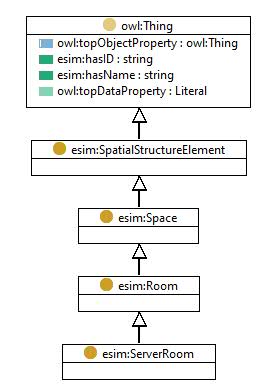 owl:Thing
owl:topObjectProperty : owl:Thing
esim:hasID : string
esim:hasName : string
owl:topDataProperty : Literal
esim:SpatialStructureElement
esim:Space
esim:Room
esim:ServerRoom